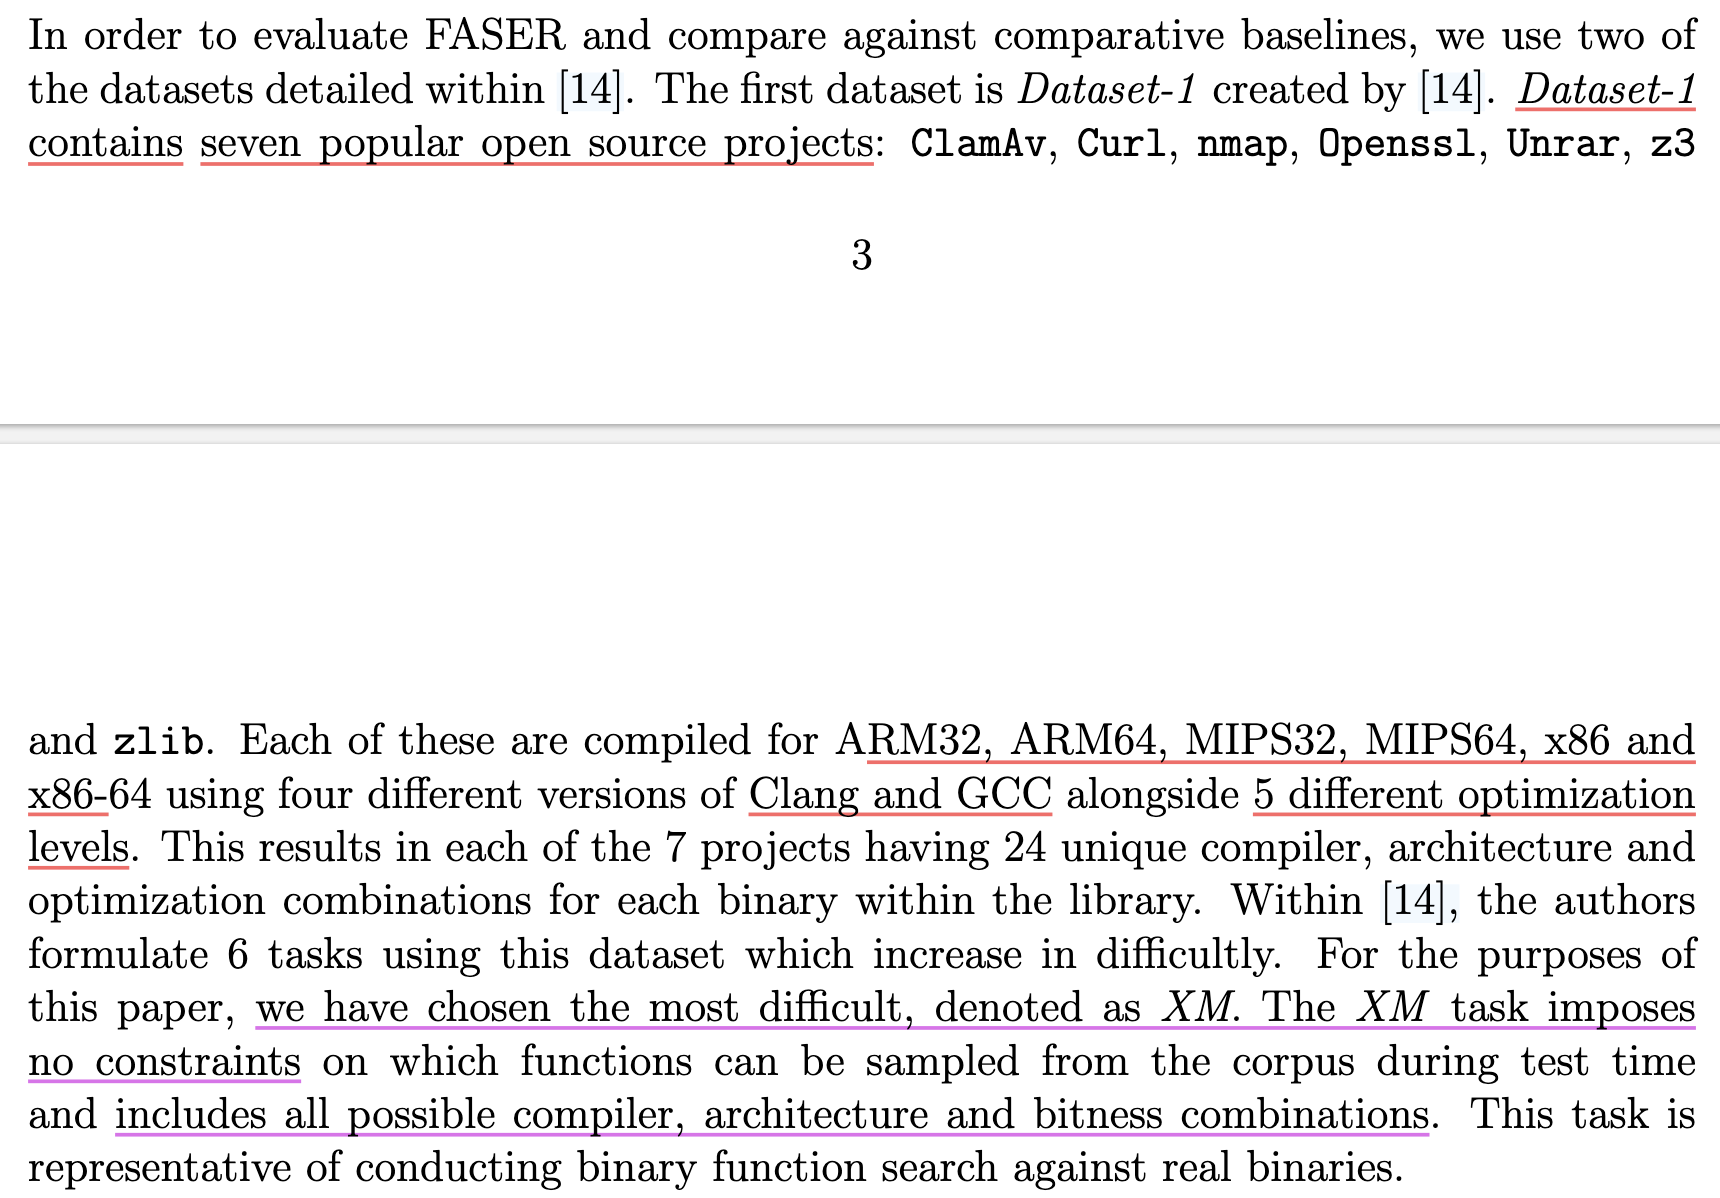 In order to evaluate FASER and compare against comparative baselines, we use two of
the datasets detailed within [14]. The first dataset is Dataset-1 created by [14]. Dataset-1
contains seven popular open source projects: ClamAv, Curl, nmap, Openssl, Unrar, z3
3
and zlib. Each of these are compiled for ARM32, ARM64, MIPS32, MIPS64, x86 and
x86-64 using four different versions of Clang and GCC alongside 5 different optimization
levels. This results in each of the 7 projects having 24 unique compiler, architecture and
optimization combinations for each binary within the library. Within [14], the authors
formulate 6 tasks using this dataset which increase in difficultly. For the purposes of
this paper, we have chosen the most difficult, denoted as XM. The XM task imposes
no constraints on which functions can be sampled from the corpus during test time
and includes all possible compiler, architecture and bitness combinations. This task is
representative of conducting binary function search against real binaries.